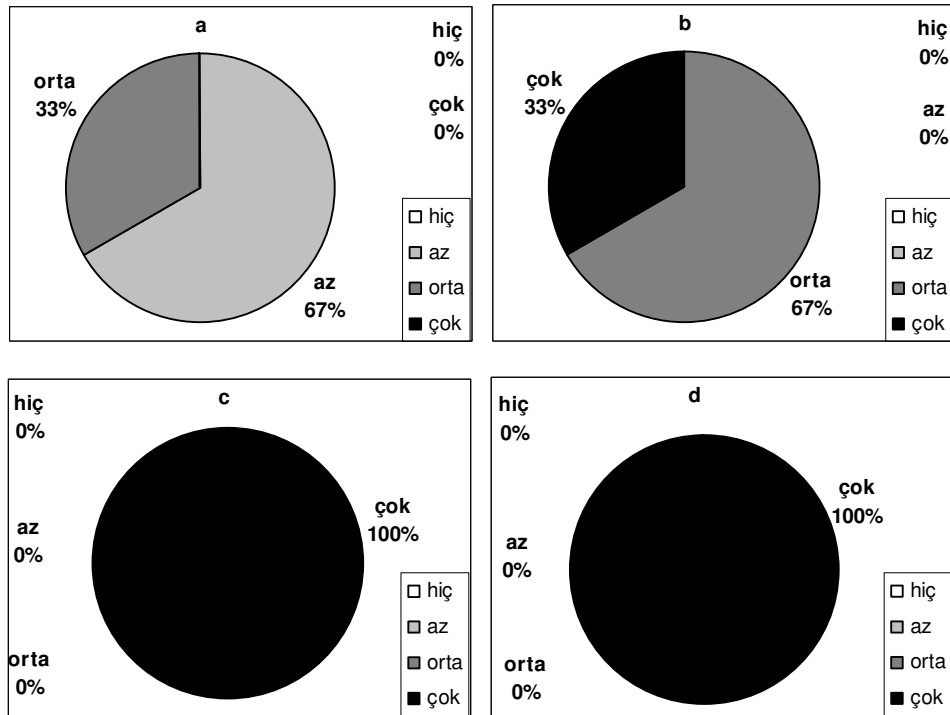 a
hiç
0%
orta
33%
çok
0%
az
67%
hiç
az
orta
çok
b
hiç
0%
çok
33%
az
0%
orta
67%
hiç
az
orta
çok
c
hiç
0%
çok
100%
az
0%
orta
0%
hiç
az
orta
çok
d
hiç
0%
çok
100%
az
0%
orta
0%
hiç
az
orta
çok